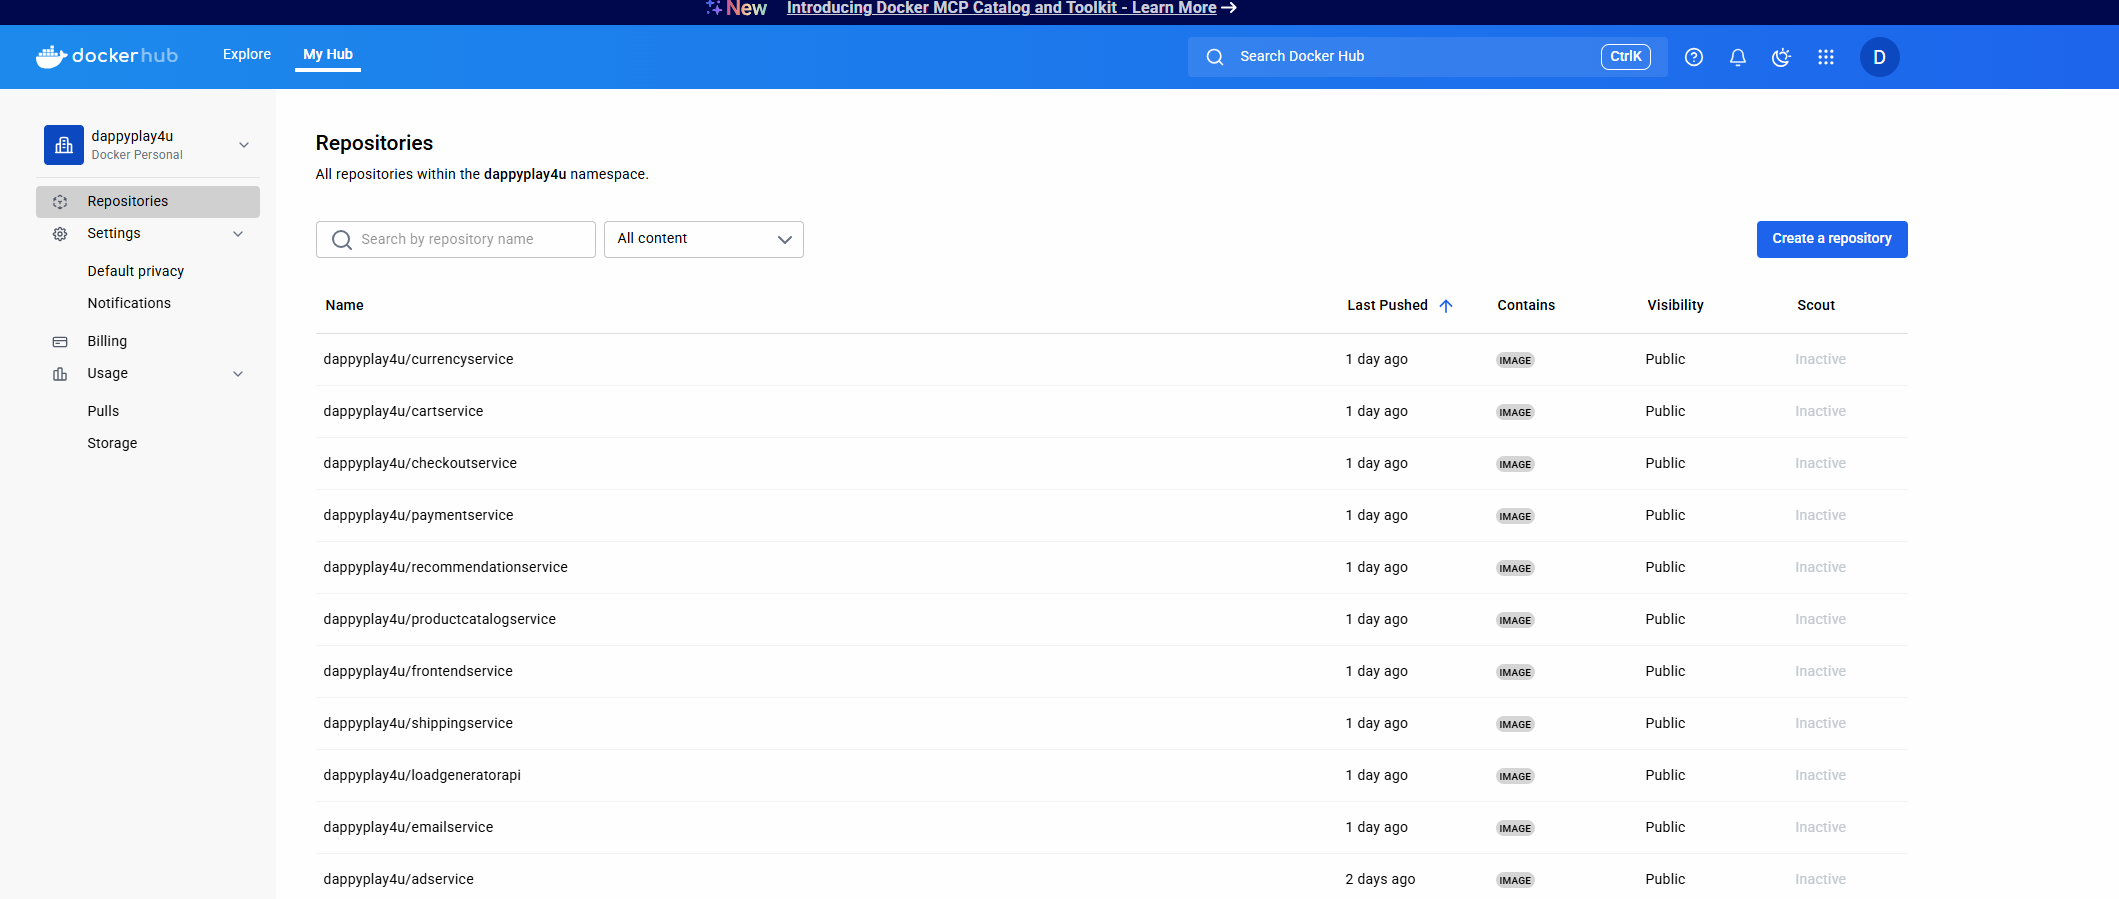 New Introducing Docker MCP Catalog and Toolkit - Learn More →
dockerhub Explore My Hub Search Docker Hub CtrlK D
dappyplay4u
Docker Personal
Repositories
Settings
Default privacy
Notifications
Billing
Usage
Pulls
Storage
Repositories
All repositories within the dappyplay4u namespace.
Search by repository name All content Create a repository
Name Last Pushed Contains Visibility Scout
dappyplay4u/currencyservice 1 day ago IMAGE Public Inactive
dappyplay4u/cartservice 1 day ago IMAGE Public Inactive
dappyplay4u/checkoutservice 1 day ago IMAGE Public Inactive
dappyplay4u/paymentservice 1 day ago IMAGE Public Inactive
dappyplay4u/recommendationservice 1 day ago IMAGE Public Inactive
dappyplay4u/productcatalogservice 1 day ago IMAGE Public Inactive
dappyplay4u/frontendservice 1 day ago IMAGE Public Inactive
dappyplay4u/shippingservice 1 day ago IMAGE Public Inactive
dappyplay4u/loadgeneratorapi 1 day ago IMAGE Public Inactive
dappyplay4u/emailservice 1 day ago IMAGE Public Inactive
dappyplay4u/adservice 2 days ago IMAGE Public Inactive